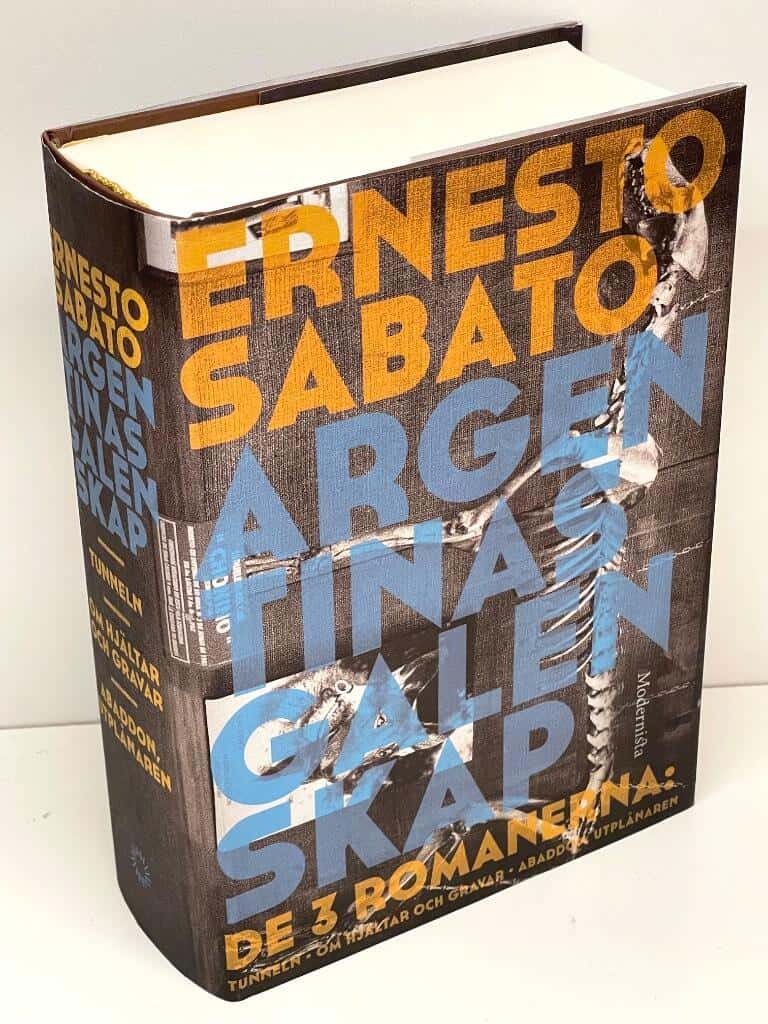 ERNESTO
SABATO
ARGEN
TINAS
GALEN
SKAP
TUNNELN
OM HJÄLTAR
OCH GRAVAR
ABADDON,
UTPLÅNAREN
ERNESTO
SABATO
ARGEN
TINAS
GALEN
SKAP
Modernista
DE 3 ROMANERNA:
TUNNELN · OM HJÄLTAR OCH GRAVAR · ABADDON, UTPLÅNAREN